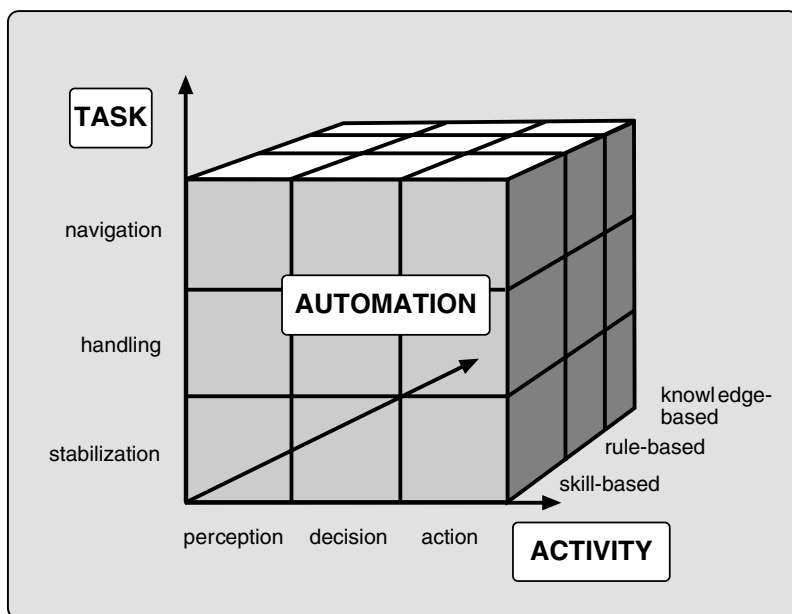 TASK
navigation
AUTOMATION
handling
knowledge-
based
rule-based
stabilization
skill-based
perception
decision
action
ACTIVITY